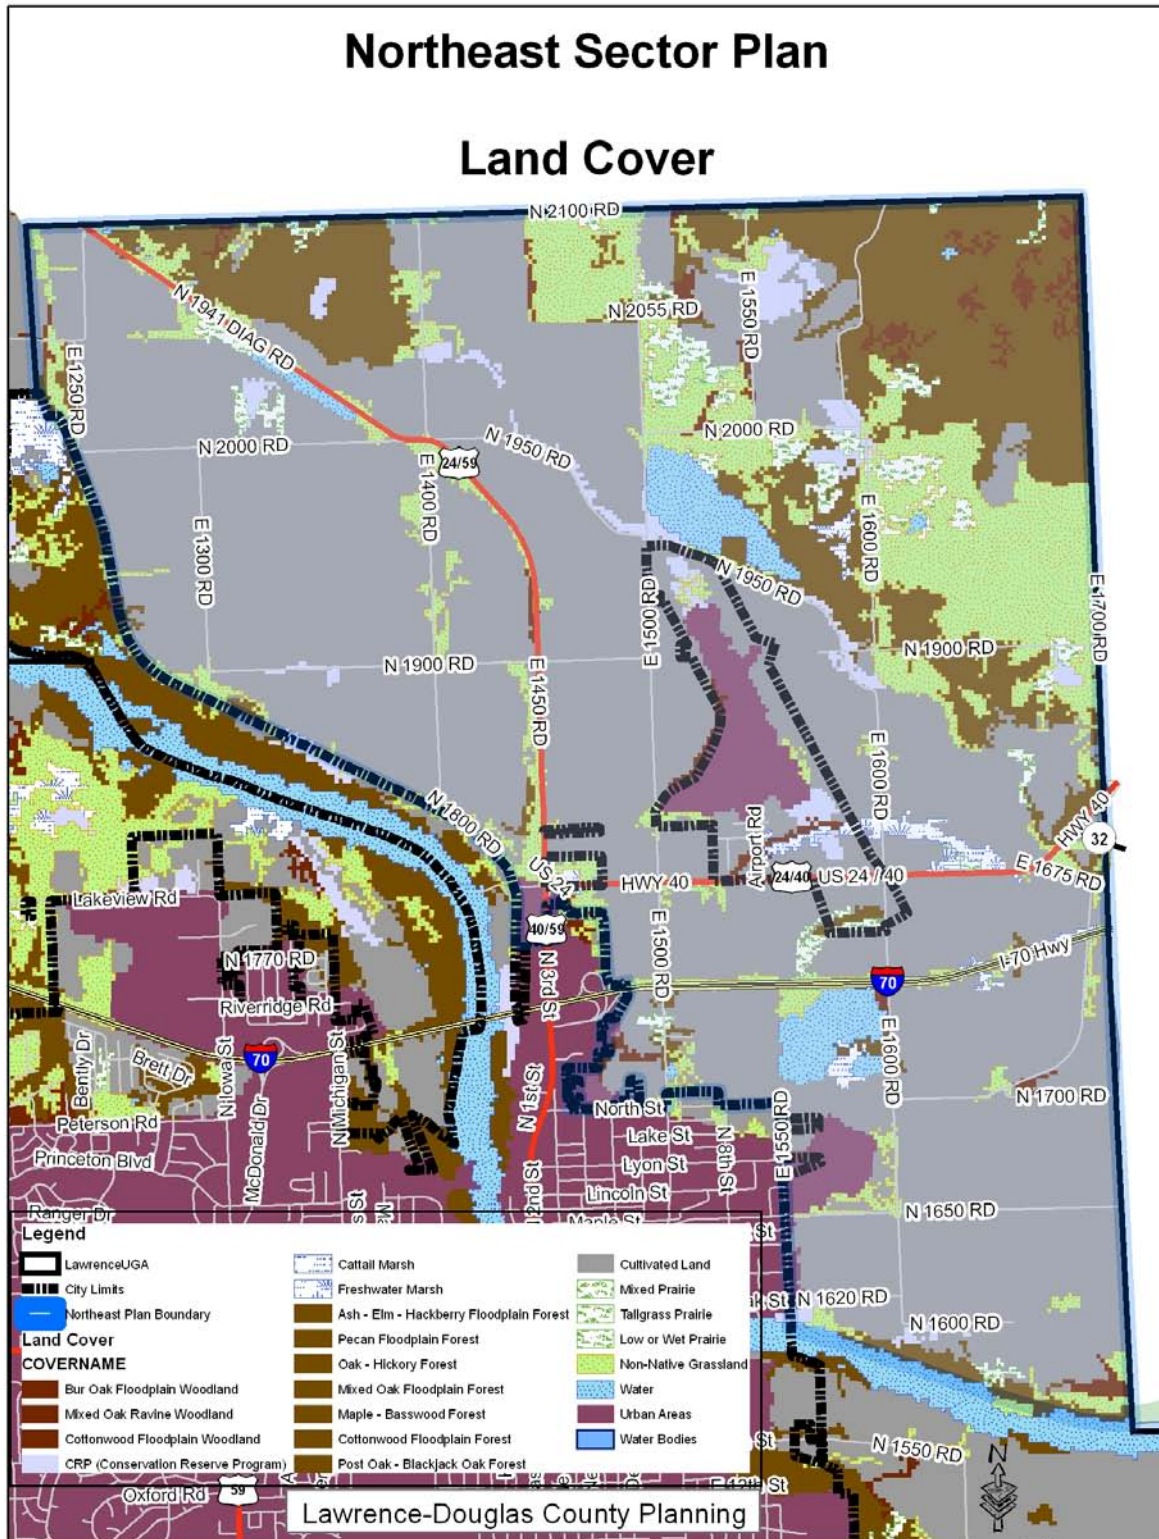 Northeast Sector Plan
Land Cover
N 2100 RD
N 1941 DIAG RD
N 2055 RD
E 1550 RD
E 1250 RD
N 2000 RD
24/59
N 1950 RD
N 2000 RD
E 1400 RD
E 1300 RD
E 1600 RD
N 1950 RD
E 1500 RD
E 1700 RD
N 1900 RD
N 1900 RD
E 1450 RD
E 1600 RD
N 1800 RD
Airport Rd
HWY 40
32
US 24
HWY 40
24/40
US 24 / 40
E 1675 RD
Lakeview Rd
40/59
E 1500 RD
N 1770 RD
N 3rd St
I-70 Hwy
70
Riverridge Rd
70
Bently Dr
Brett Dr
N Iowa St
McDonald Dr
N Michigan St
N 1st St
E 1600 RD
Peterson Rd
North St
E 1550 RD
N 1700 RD
Princeton Blvd
Lake St
N 8th St
Lyon St
Lincoln St
N 2nd St
Maple St
Ranger Dr
N 1650 RD
N 1620 RD
N 1600 RD
N 1550 RD
Legend
LawrenceUGA
City Limits
Northeast Plan Boundary
Land Cover
COVERNAME
Bur Oak Floodplain Woodland
Mixed Oak Ravine Woodland
Cottonwood Floodplain Woodland
CRP (Conservation Reserve Program)
Cattail Marsh
Freshwater Marsh
Ash - Elm - Hackberry Floodplain Forest
Pecan Floodplain Forest
Oak - Hickory Forest
Mixed Oak Floodplain Forest
Maple - Basswood Forest
Cottonwood Floodplain Forest
Post Oak - Blackjack Oak Forest
Cultivated Land
Mixed Prairie
Tallgrass Prairie
Low or Wet Prairie
Non-Native Grassland
Water
Urban Areas
Water Bodies
N
59
Oxford Rd
Lawrence-Douglas County Planning